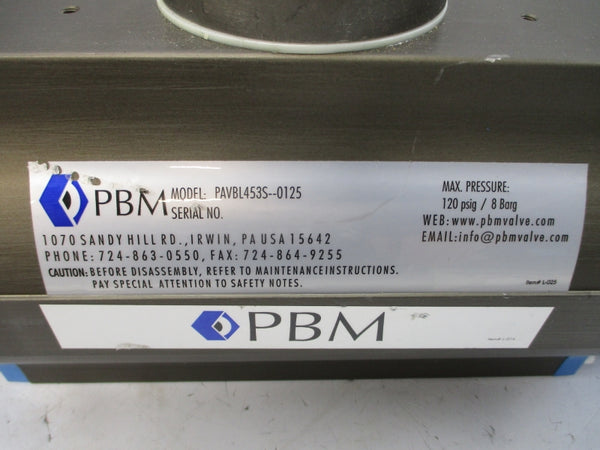 PBM
MODEL: PAVBL453S--0125
SERIAL NO.
MAX. PRESSURE:
120 psig / 8 Barg
WEB: www.pbmvalve.com
EMAIL: info@pbmvalve.com
1070 SANDY HILL RD., IRWIN, PA USA 15642
PHONE: 724-863-0550, FAX: 724-864-9255
CAUTION: BEFORE DISASSEMBLY, REFER TO MAINTENANCE INSTRUCTIONS.
PAY SPECIAL ATTENTION TO SAFETY NOTES.
Item# L-025
PBM